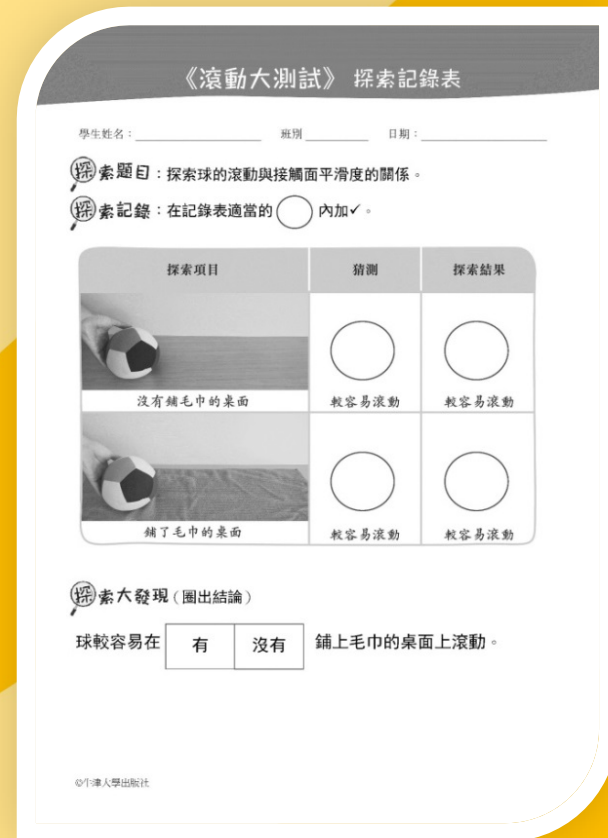 《滾動大測試》 探索記錄表
學生姓名：＿＿＿＿＿＿ 班別＿＿＿＿ 日期：＿＿＿＿＿＿
探索題目：探索球的滾動與接觸面平滑度的關係。
探索記錄：在記錄表適當的◯內加✓。
探索項目 猜測 探索結果
沒有鋪毛巾的桌面 較容易滾動 較容易滾動
鋪了毛巾的桌面 較容易滾動 較容易滾動
探索大發現（圈出結論）
球較容易在 有 沒有 鋪上毛巾的桌面上滾動。
©牛津大學出版社